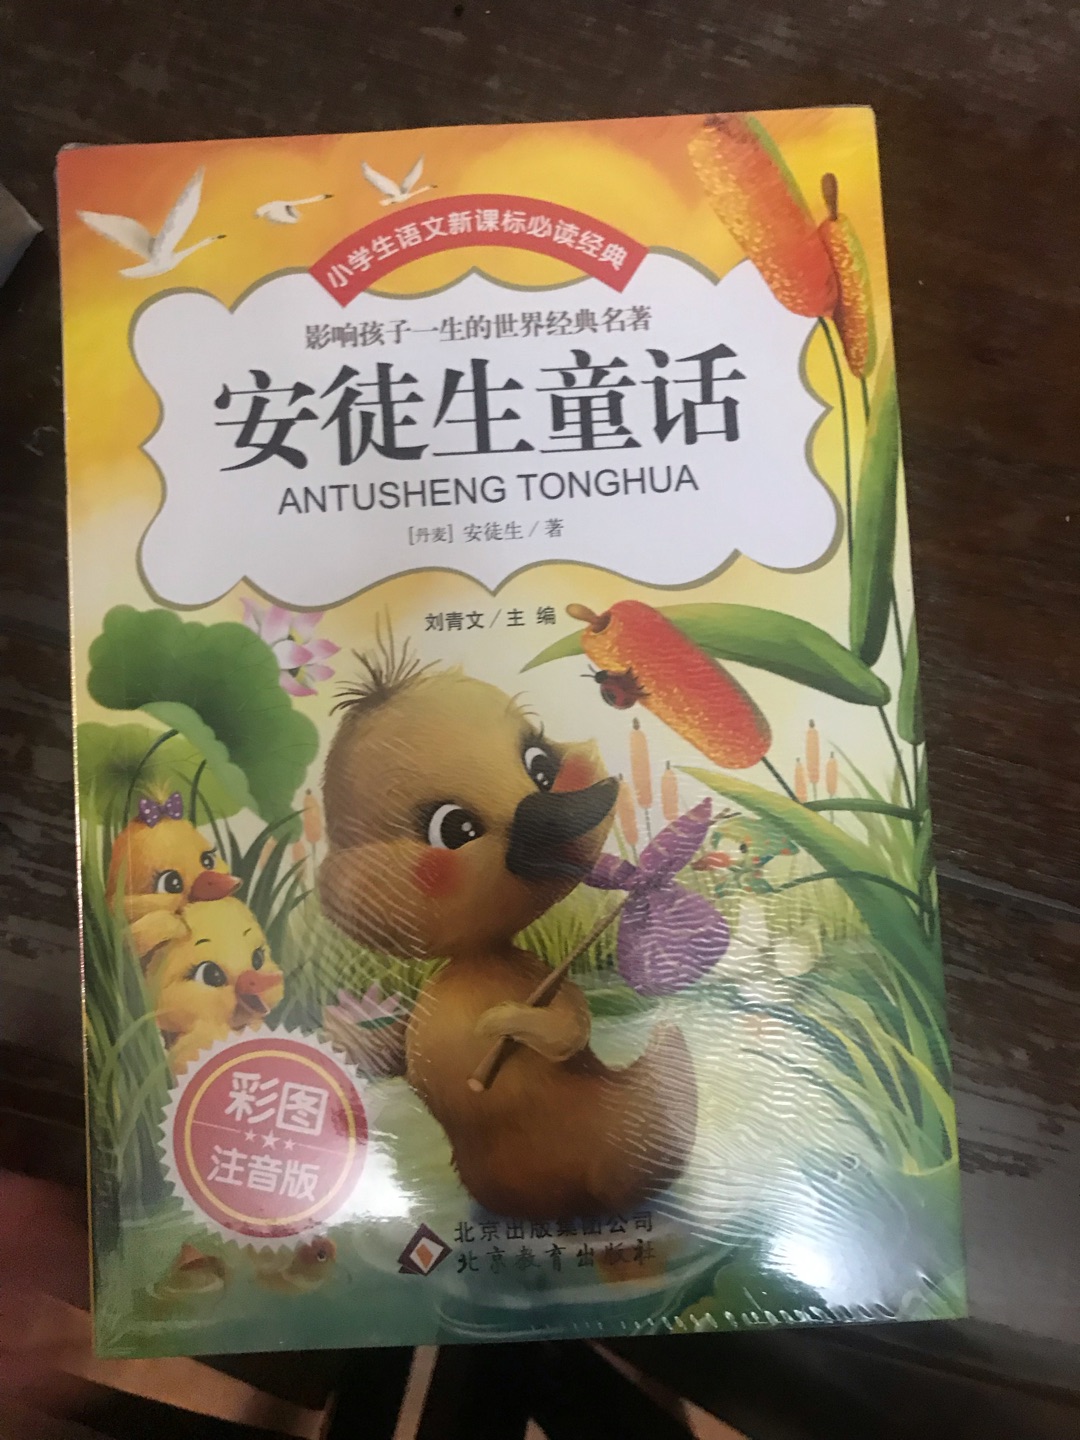 小学生语文新课标必读经典
影响孩子一生的世界经典名著
安徒生童话
ANTUSHENG TONGHUA
[丹麦] 安徒生/著
刘青文/主 编
彩图
注音版
北京出版集团公司
北京教育出版社